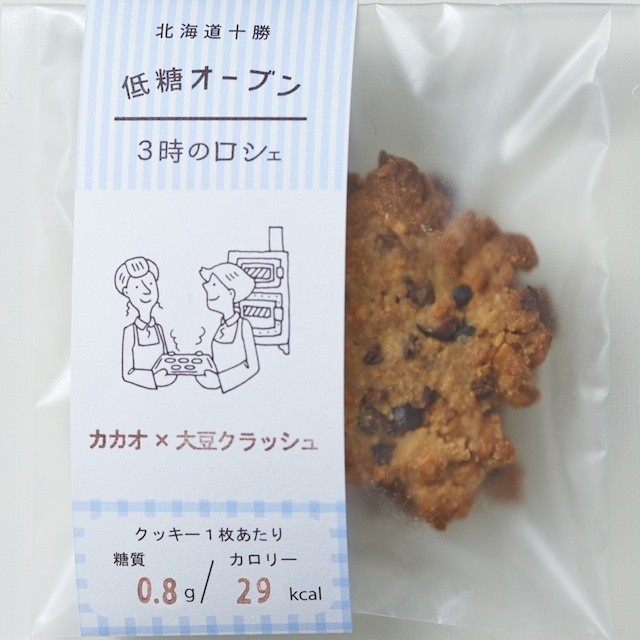 北海道十勝
低糖オーブン
3時のロシェ
カカオ×大豆クラッシュ
クッキー1枚あたり
糖質 カロリー
0.8g/29kcal